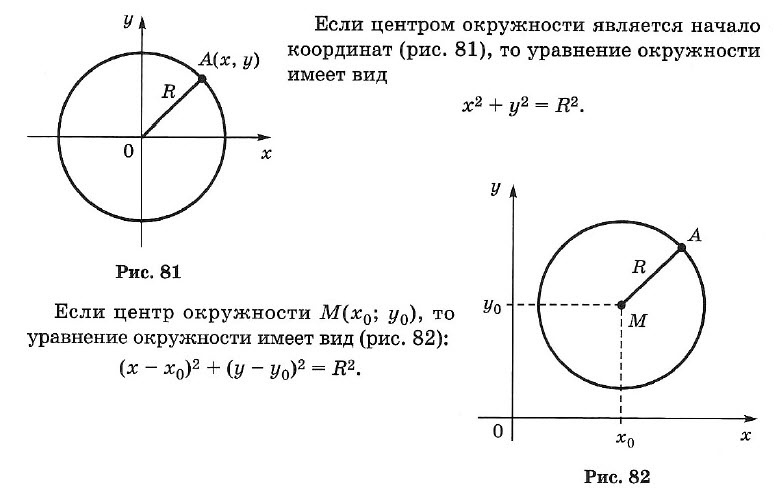 y
A(x, y)
R
0
x
Рис. 81
Если центром окружности является начало
координат (рис. 81), то уравнение окружности
имеет вид
x² + y² = R².
Если центр окружности M(x₀; y₀), то
уравнение окружности имеет вид (рис. 82):
(x − x₀)² + (y − y₀)² = R².
y
A
R
y₀
M
0
x₀
x
Рис. 82